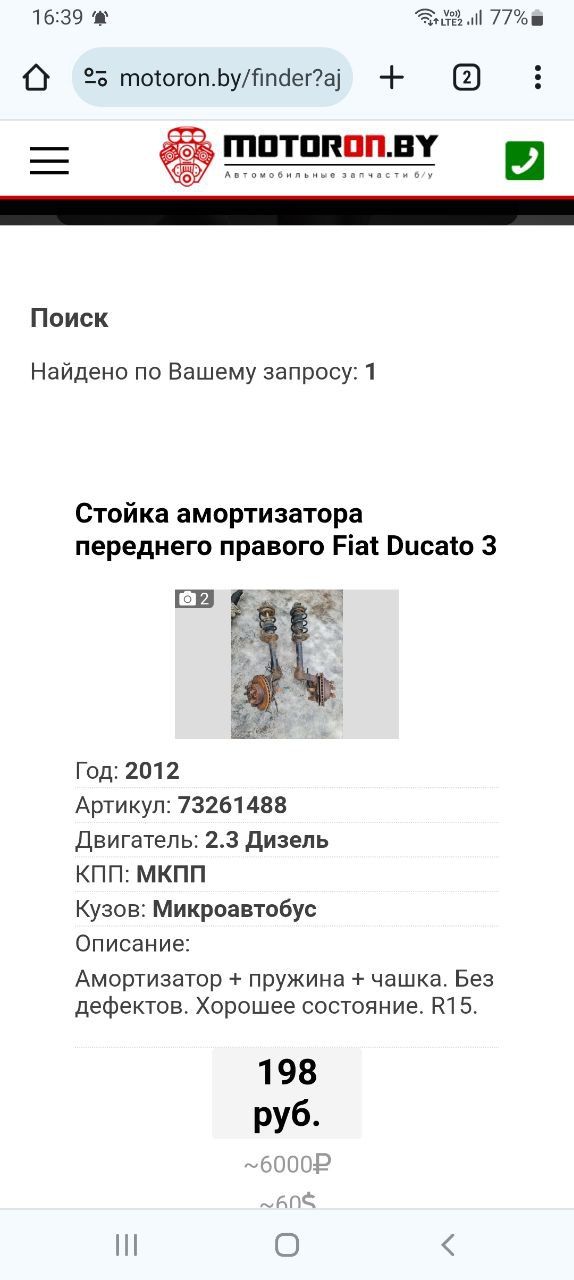 16:39
Vo))
LTE2
77%
motoron.by/finder?aj
2
MOTORON.BY
Автомобильные запчасти б/у
Поиск
Найдено по Вашему запросу: 1
Стойка амортизатора
переднего правого Fiat Ducato 3
2
Год: 2012
Артикул: 73261488
Двигатель: 2.3 Дизель
КПП: МКПП
Кузов: Микроавтобус
Описание:
Амортизатор + пружина + чашка. Без
дефектов. Хорошее состояние. R15.
198
руб.
~6000₽
~60$